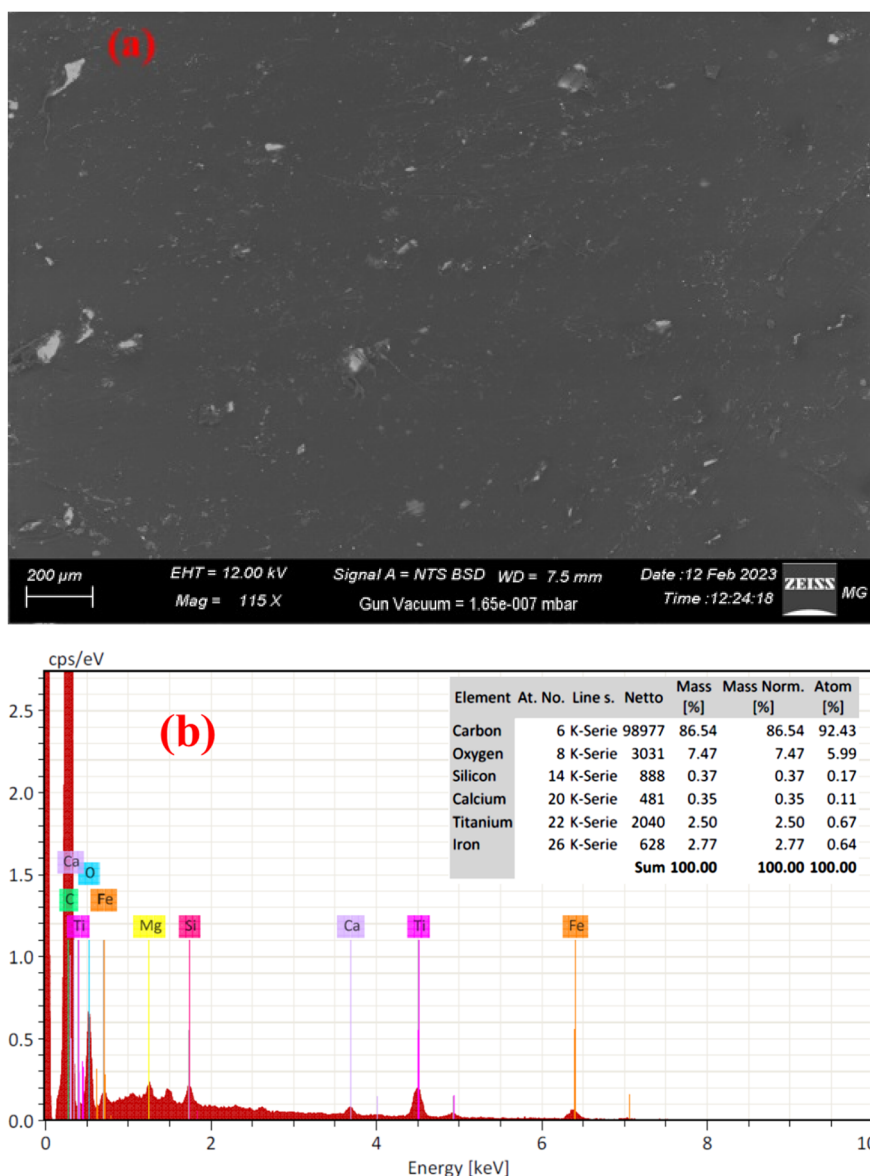 (a)
200 µm
EHT = 12.00 kV
Signal A = NTS BSD
WD = 7.5 mm
Date :12 Feb 2023
Mag = 115 X
Gun Vacuum = 1.65e-007 mbar
Time :12:24:18
ZEISS
MG
cps/eV
(b)
Element At. No. Line s. Netto Mass [%] Mass Norm. [%] Atom [%]
Carbon 6 K-Serie 98977 86.54 86.54 92.43
Oxygen 8 K-Serie 3031 7.47 7.47 5.99
Silicon 14 K-Serie 888 0.37 0.37 0.17
Calcium 20 K-Serie 481 0.35 0.35 0.11
Titanium 22 K-Serie 2040 2.50 2.50 0.67
Iron 26 K-Serie 628 2.77 2.77 0.64
Sum 100.00 100.00 100.00
2.5
2.0
1.5
1.0
0.5
0.0
Ca
O
C
Fe
Ti
Mg
Si
Ca
Ti
Fe
0 2 4 6 8 10
Energy [keV]